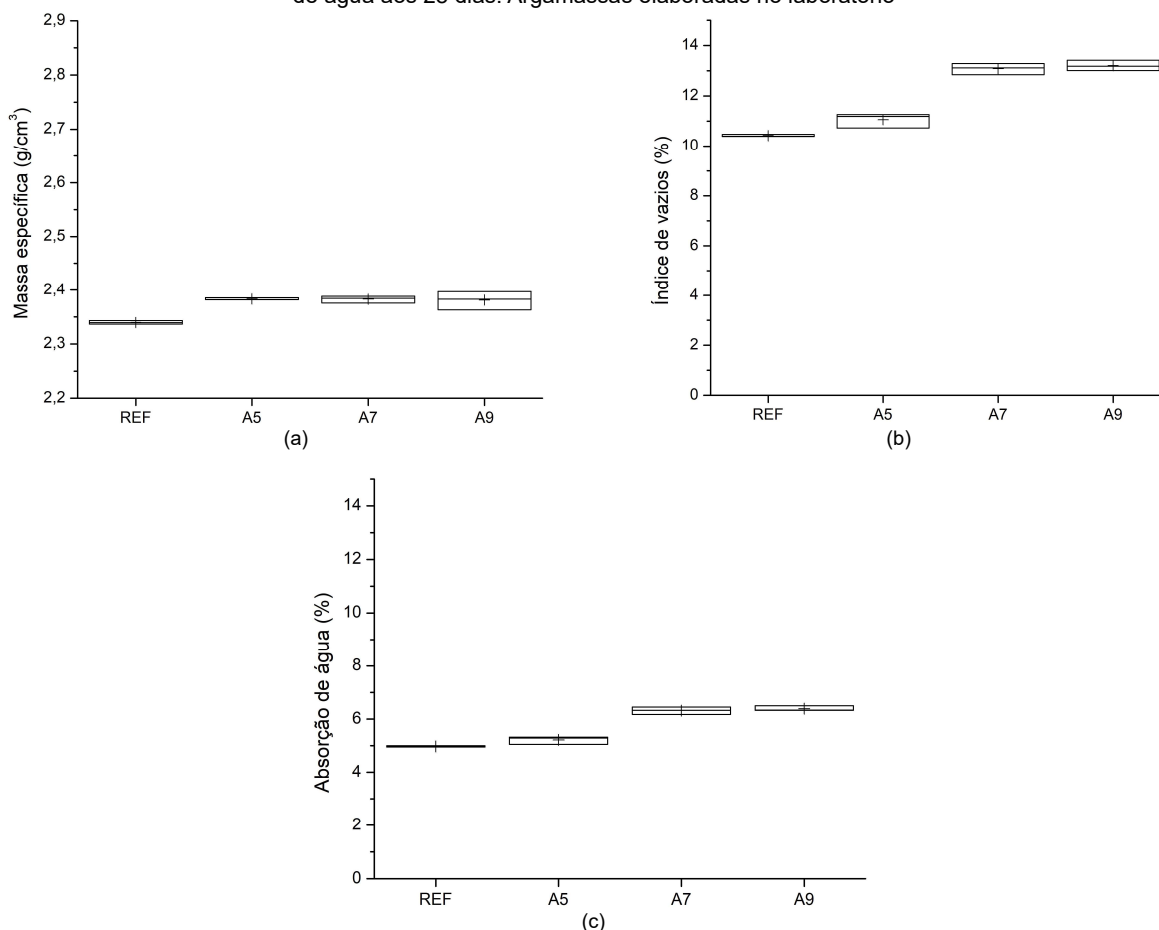 de água aos 28 dias. Argamassas elaboradas no laboratório
Massa específica (g/cm³)
2,9
2,8
2,7
2,6
2,5
2,4
2,3
2,2
REF A5 A7 A9
(a)
Índice de vazios (%)
14
12
10
8
6
4
2
0
REF A5 A7 A9
(b)
Absorção de água (%)
14
12
10
8
6
4
2
0
REF A5 A7 A9
(c)